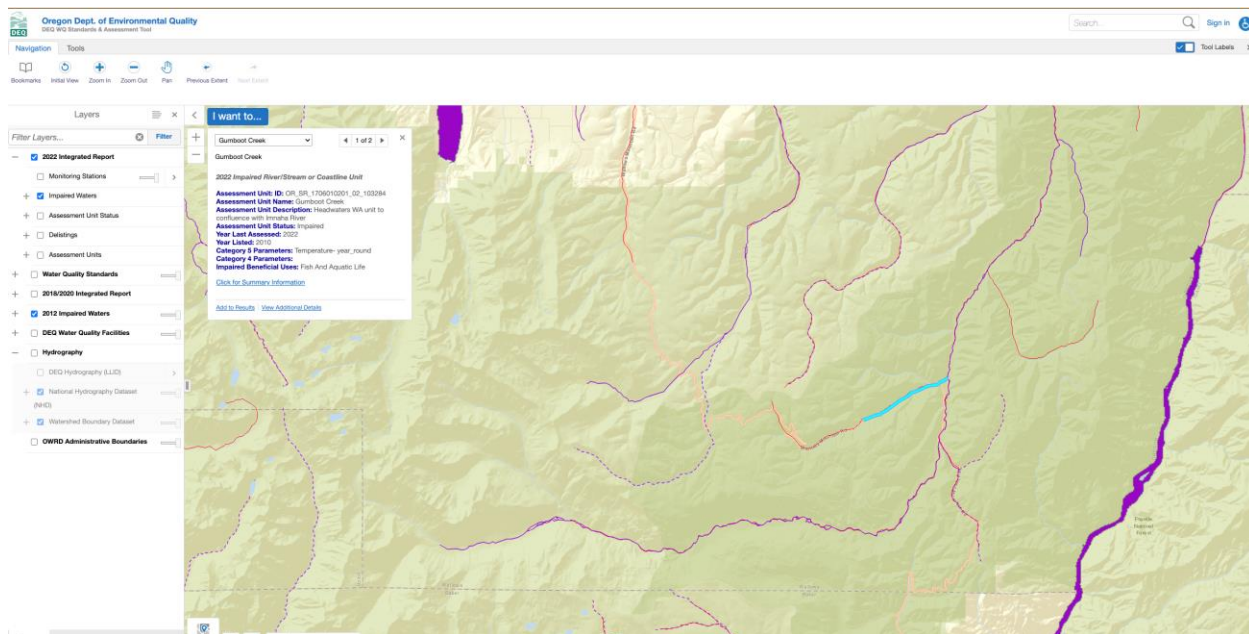 Oregon Dept. of Environmental Quality
DEQ WQ Standards & Assessment Tool
DEQ
Search...
Sign in
Navigation Tools
Tool Labels
Bookmarks Initial View Zoom In Zoom Out Pan Previous Extent Next Extent
Layers
Filter Layers... Filter
2022 Integrated Report
Monitoring Stations
Impaired Waters
Assessment Unit Status
Delistings
Assessment Units
Water Quality Standards
2018/2020 Integrated Report
2012 Impaired Waters
DEQ Water Quality Facilities
Hydrography
DEQ Hydrography (LLID)
National Hydrography Dataset
(NHD)
Watershed Boundary Dataset
OWRD Administrative Boundaries
I want to...
Gumboot Creek 1 of 2
Gumboot Creek
2022 Impaired River/Stream or Coastline Unit
Assessment Unit: ID: OR_SR_1706010201_02_103284
Assessment Unit Name: Gumboot Creek
Assessment Unit Description: Headwaters WA unit to
confluence with Imnaha River
Assessment Unit Status: Impaired
Year Last Assessed: 2022
Year Listed: 2010
Category 5 Parameters: Temperature- year_round
Category 4 Parameters:
Impaired Beneficial Uses: Fish And Aquatic Life
Click for Summary Information
Add to Results View Additional Details